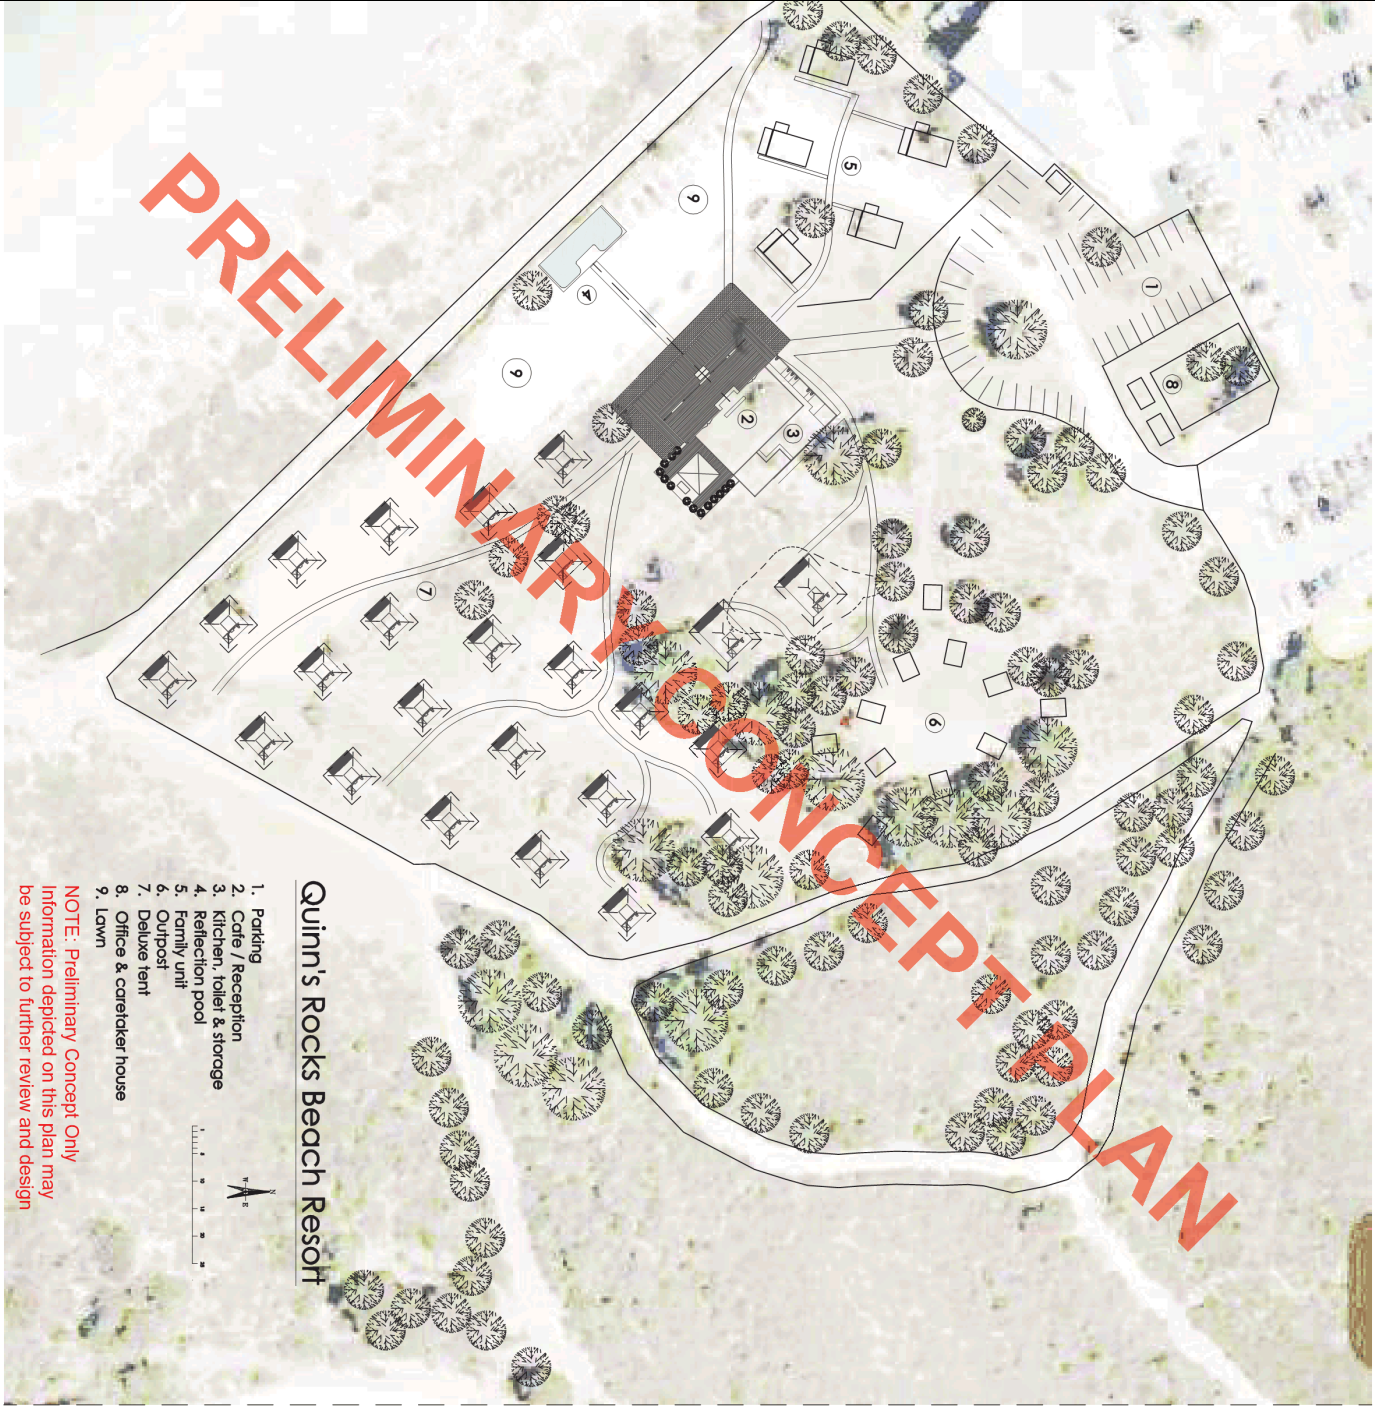 PRELIMINARY CONCEPT PLAN
Quinn's Rocks Beach Resort
1. Parking
2. Cafe / Reception
3. Kitchen, toilet & storage
4. Reflection pool
5. Family unit
6. Outpost
7. Deluxe tent
8. Office & caretaker house
9. Lawn
NOTE: Preliminary Concept Only
Information depicted on this plan may
be subject to further review and design
N
W
E
1
2
3
4
5
6
7
8
9
9